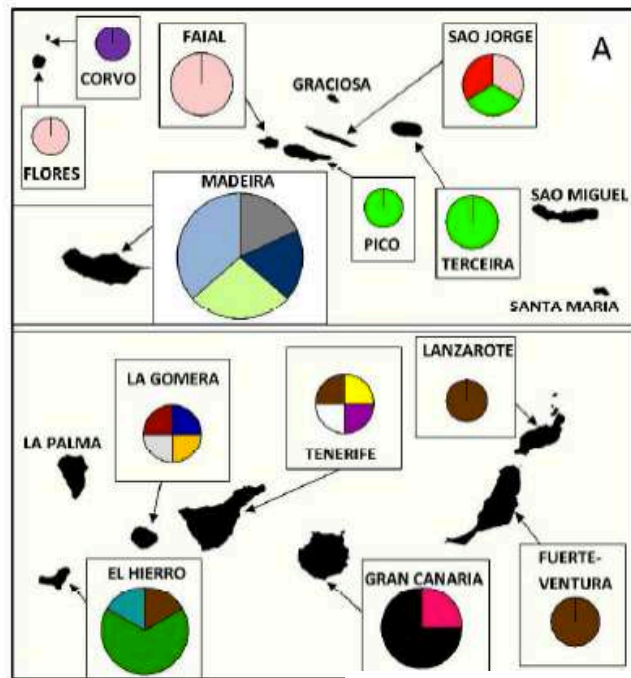 A
FAIAL
SAO JORGE
CORVO
GRACIOSA
FLORES
MADEIRA
PICO
TERCEIRA
SAO MIGUEL
SANTA MARIA
LANZAROTE
LA GOMERA
LA PALMA
TENERIFE
EL HIERRO
GRAN CANARIA
FUERTE-
VENTURA